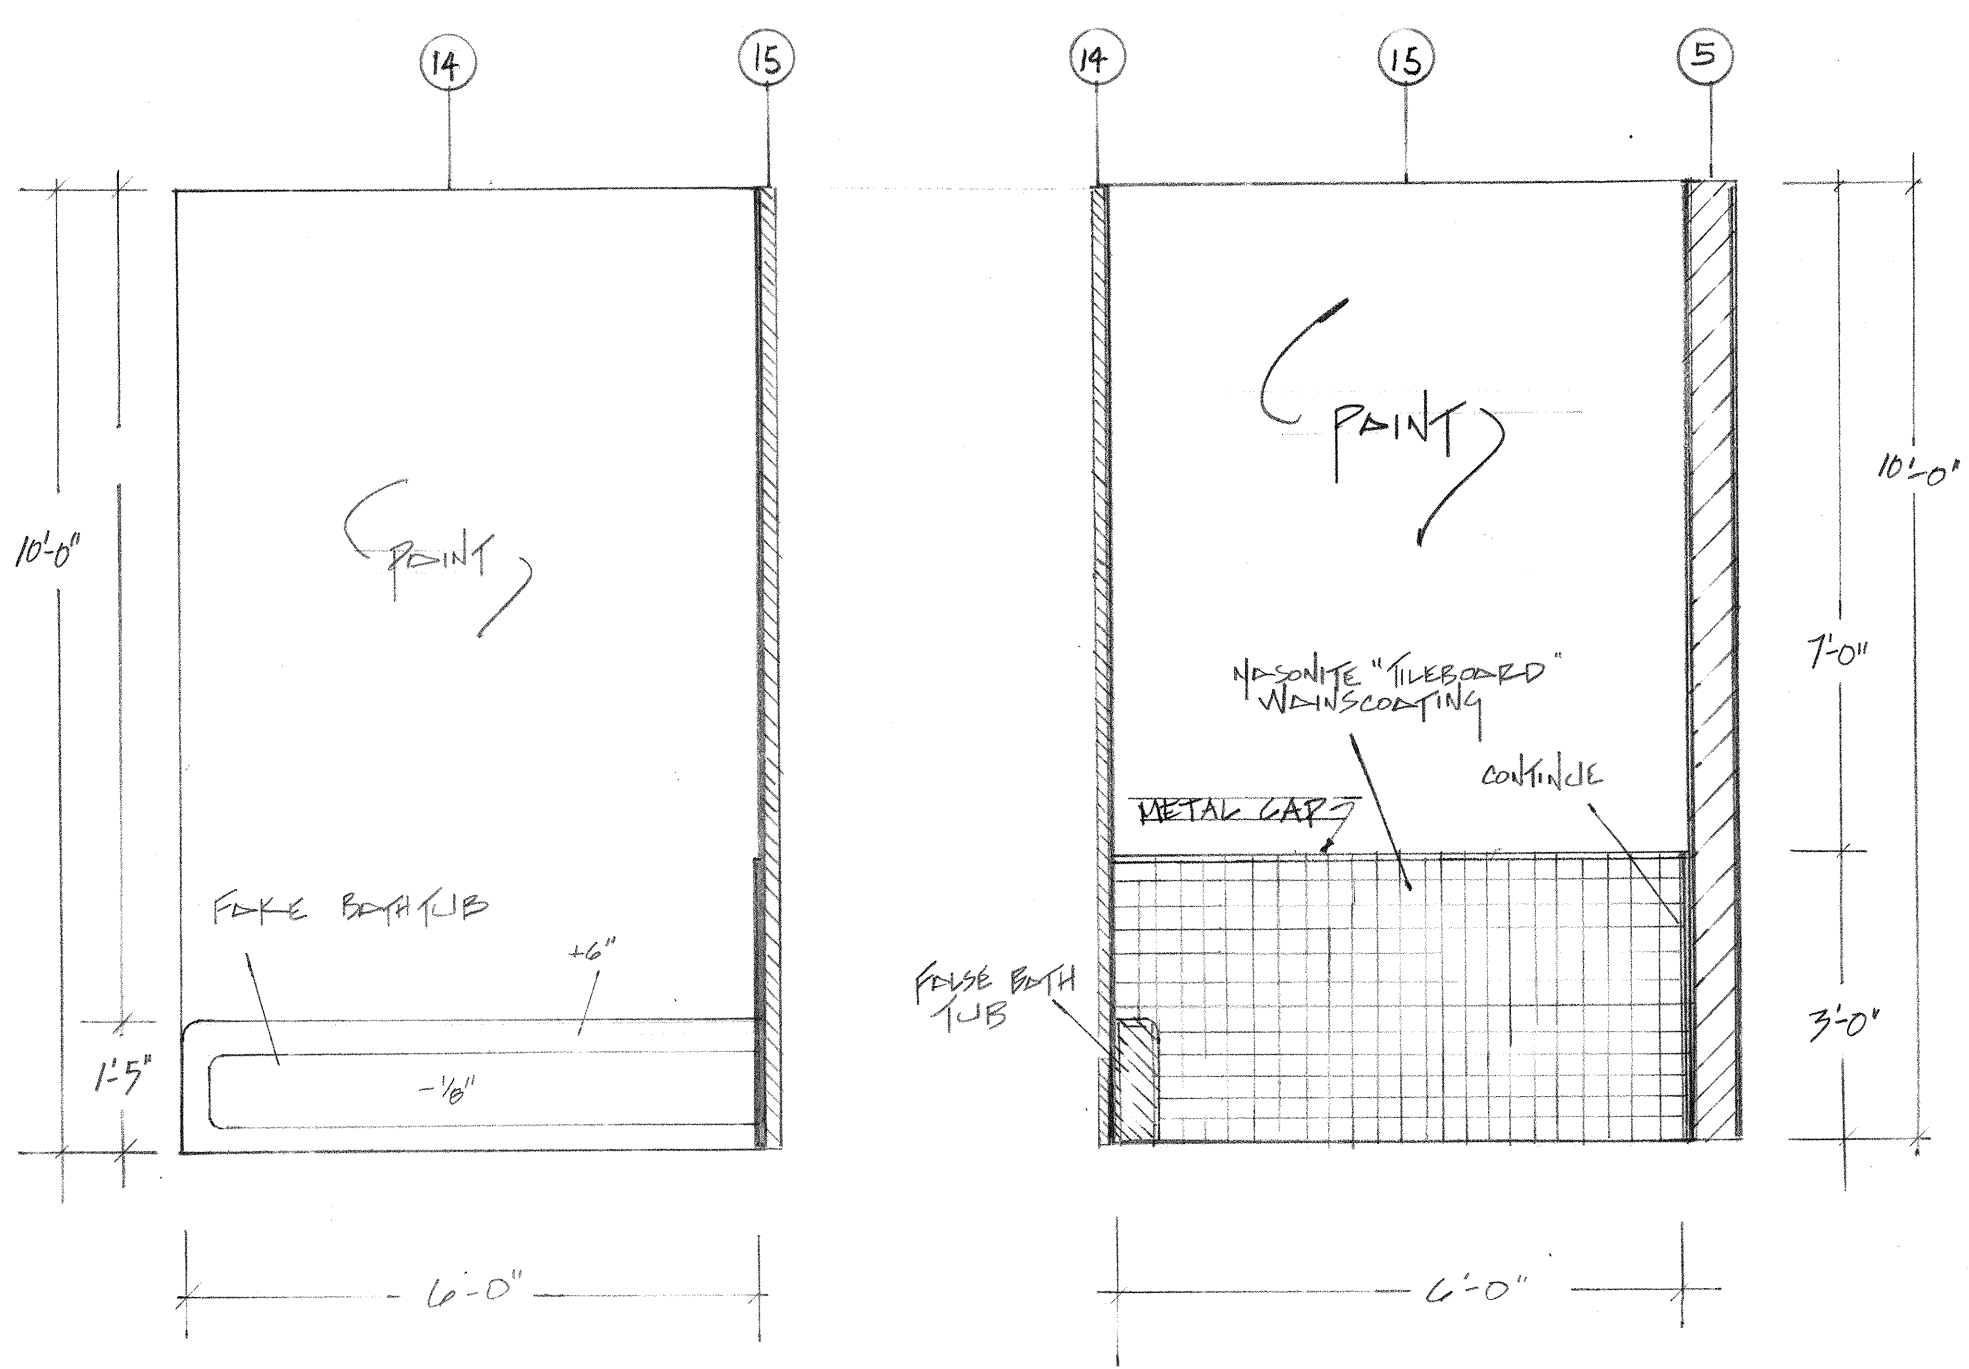 14
15
14
15
5
10'-0"
PAINT
FAKE BATHTUB
+6"
1'-5"
-1/8"
6'-0"
PAINT
10'-0"
7'-0"
MASONITE "TILEBOARD"
WAINSCOATING
CONTINUE
METAL CAP
FALSE BATH
TUB
3'-0"
6'-0"